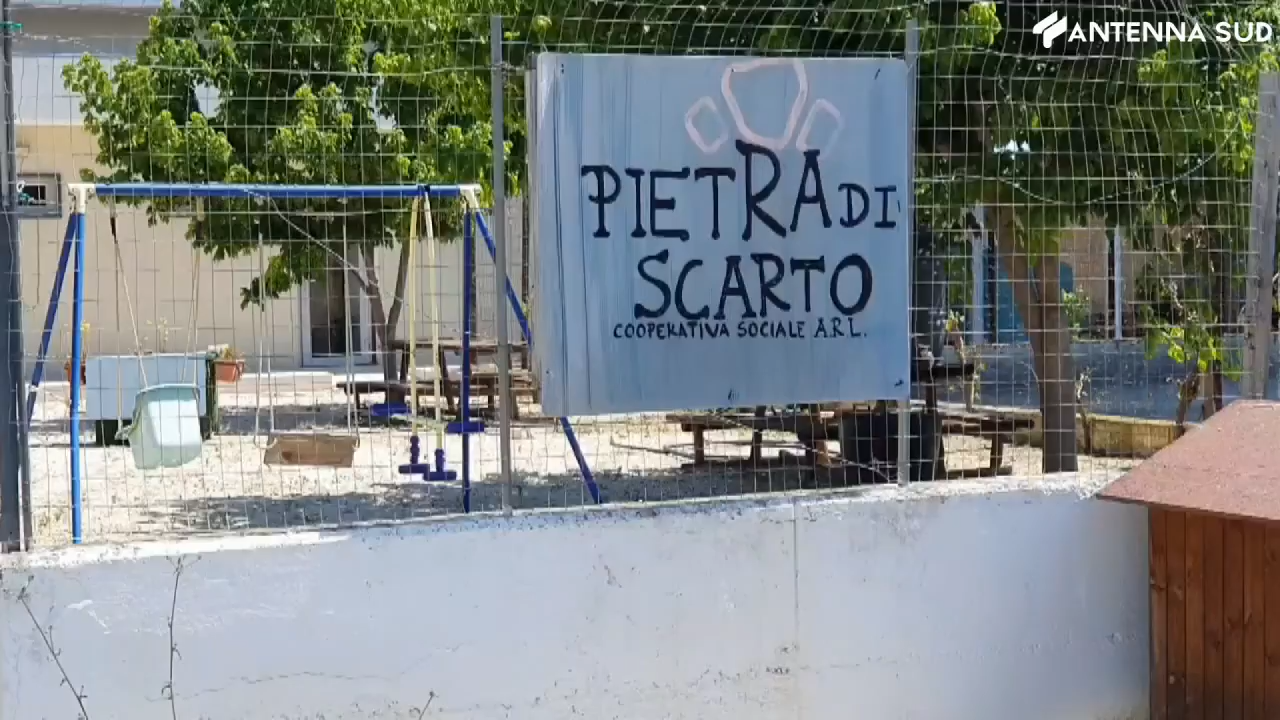 ANTENNA SUD
PIETRA DI
SCARTO
COOPERATIVA SOCIALE A.R.L.